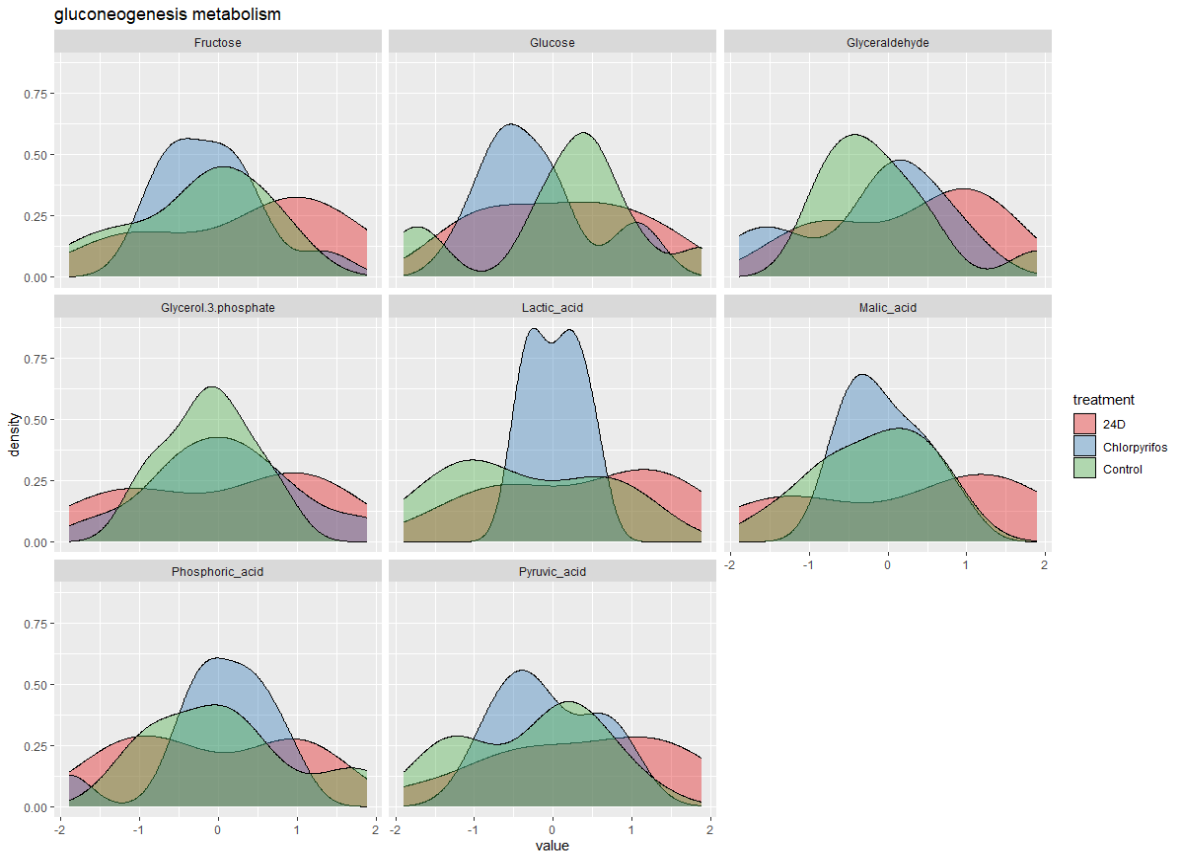 gluconeogenesis metabolism
Fructose
Glucose
Glyceraldehyde
0.75
0.50
0.25
0.00
Glycerol.3.phosphate
Lactic_acid
Malic_acid
0.75
0.50
0.25
0.00
-2 -1 0 1 2
Phosphoric_acid
Pyruvic_acid
0.75
0.50
0.25
0.00
-2 -1 0 1 2
-2 -1 0 1 2
value
density
treatment
24D
Chlorpyrifos
Control